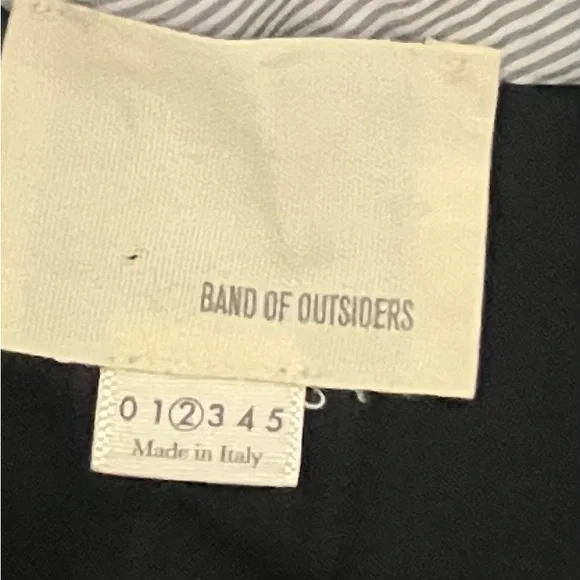 BAND OF OUTSIDERS
0 1 2 3 4 5
Made in Italy